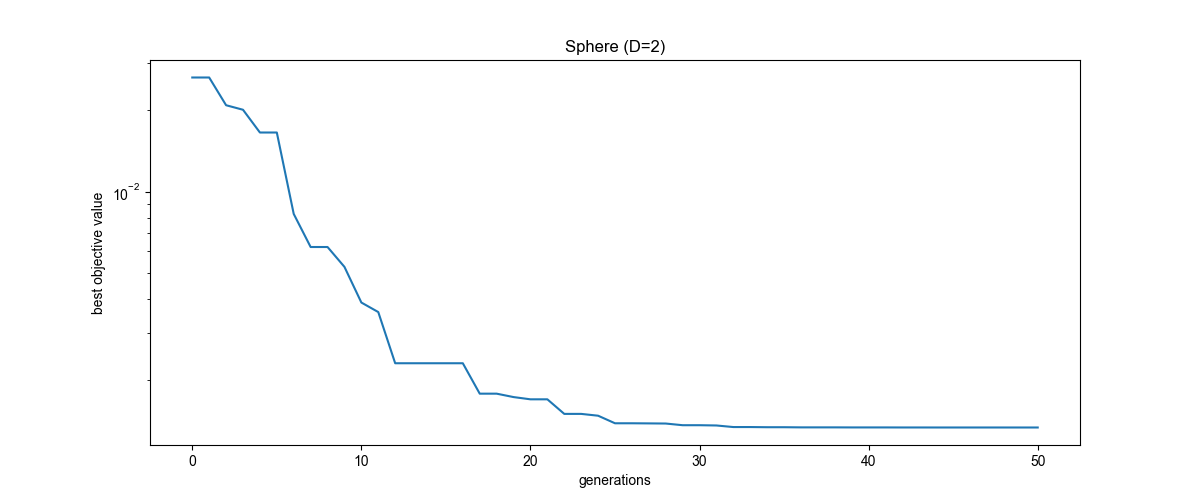 Sphere (D=2)
best objective value
10⁻²
0 10 20 30 40 50
generations